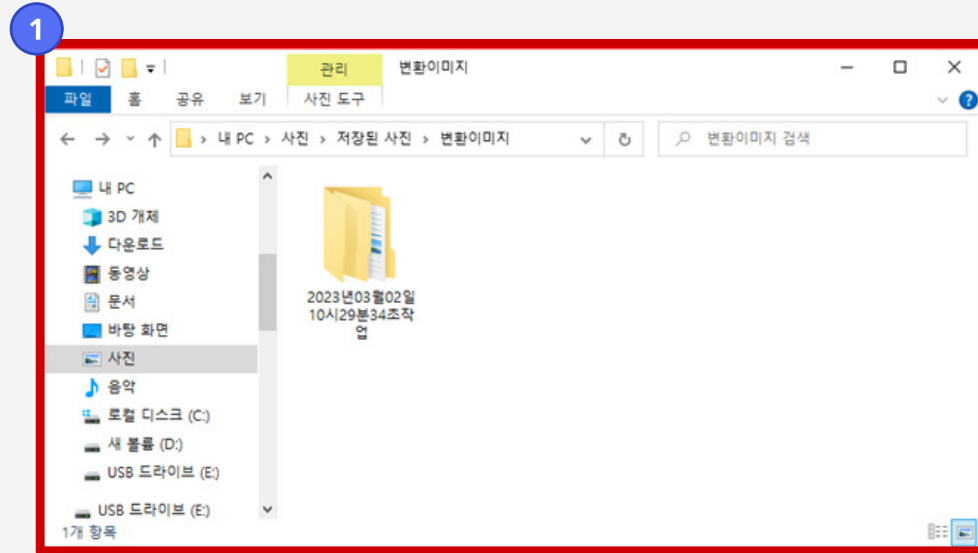 1
관리
변환이미지
파일
홈
공유
보기
사진 도구
내 PC
사진
저장된 사진
변환이미지
변환이미지 검색
내 PC
3D 개체
다운로드
동영상
문서
바탕 화면
사진
음악
로컬 디스크 (C:)
새 볼륨 (D:)
USB 드라이브 (E:)
USB 드라이브 (E:)
2023년03월02일
10시29분34조작
업
1개 항목